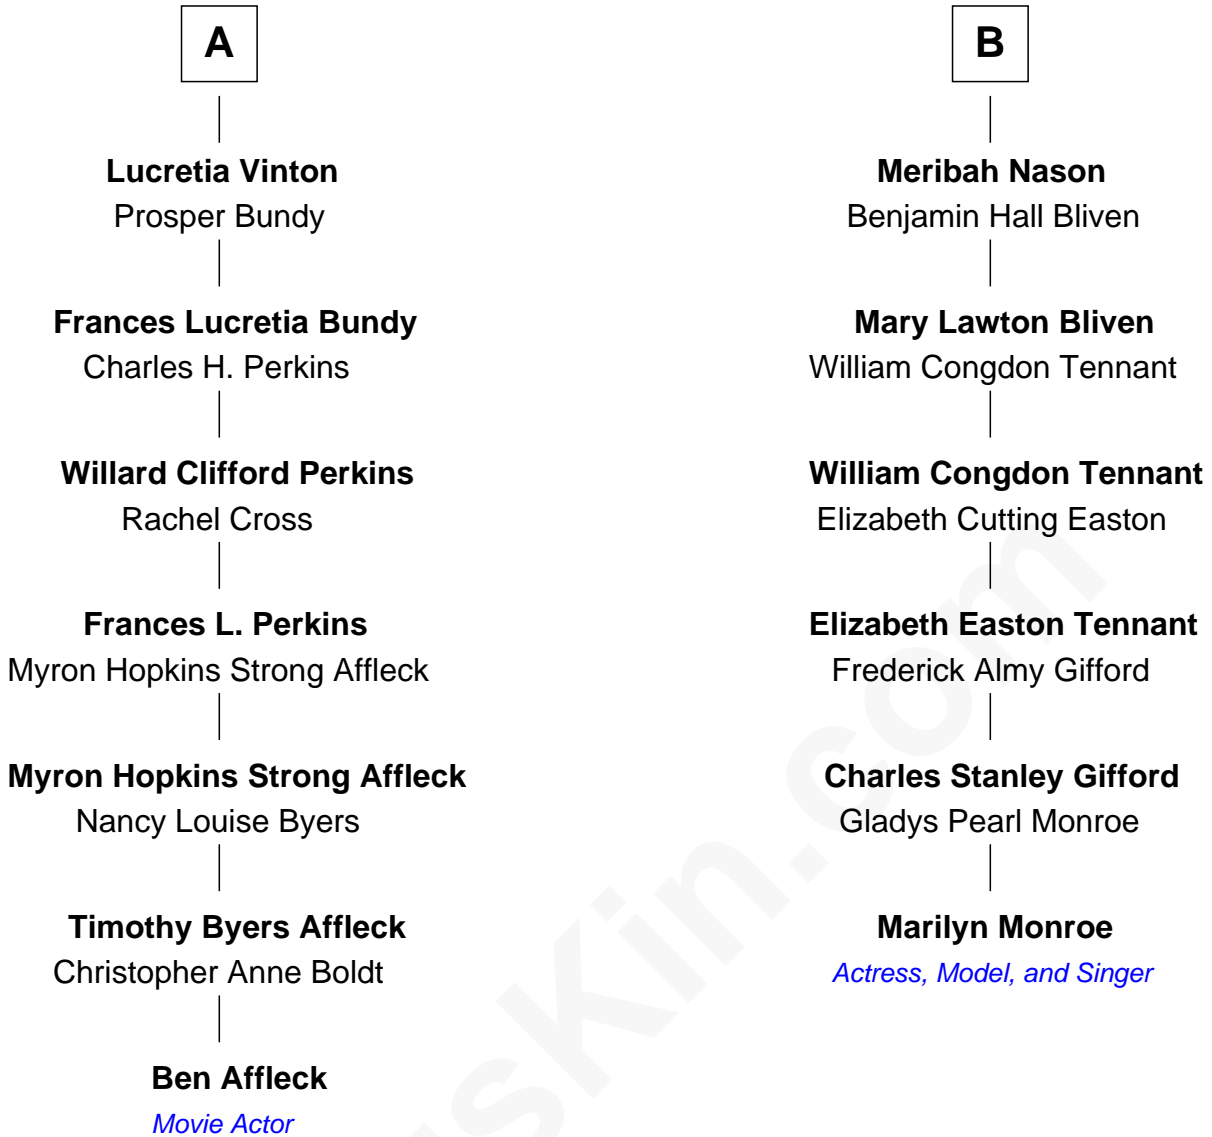 A
Lucretia Vinton
Prosper Bundy
Frances Lucretia Bundy
Charles H. Perkins
Willard Clifford Perkins
Rachel Cross
Frances L. Perkins
Myron Hopkins Strong Affleck
Myron Hopkins Strong Affleck
Nancy Louise Byers
Timothy Byers Affleck
Christopher Anne Boldt
Ben Affleck
Movie Actor
B
Meribah Nason
Benjamin Hall Bliven
Mary Lawton Bliven
William Congdon Tennant
William Congdon Tennant
Elizabeth Cutting Easton
Elizabeth Easton Tennant
Frederick Almy Gifford
Charles Stanley Gifford
Gladys Pearl Monroe
Marilyn Monroe
Actress, Model, and Singer
sKin.com